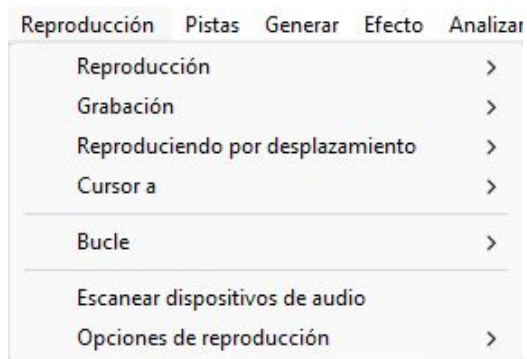 Reproducción Pistas Generar Efecto Analizar
Reproducción
Grabación
Reproduciendo por desplazamiento
Cursor a
Bucle
Escanear dispositivos de audio
Opciones de reproducción